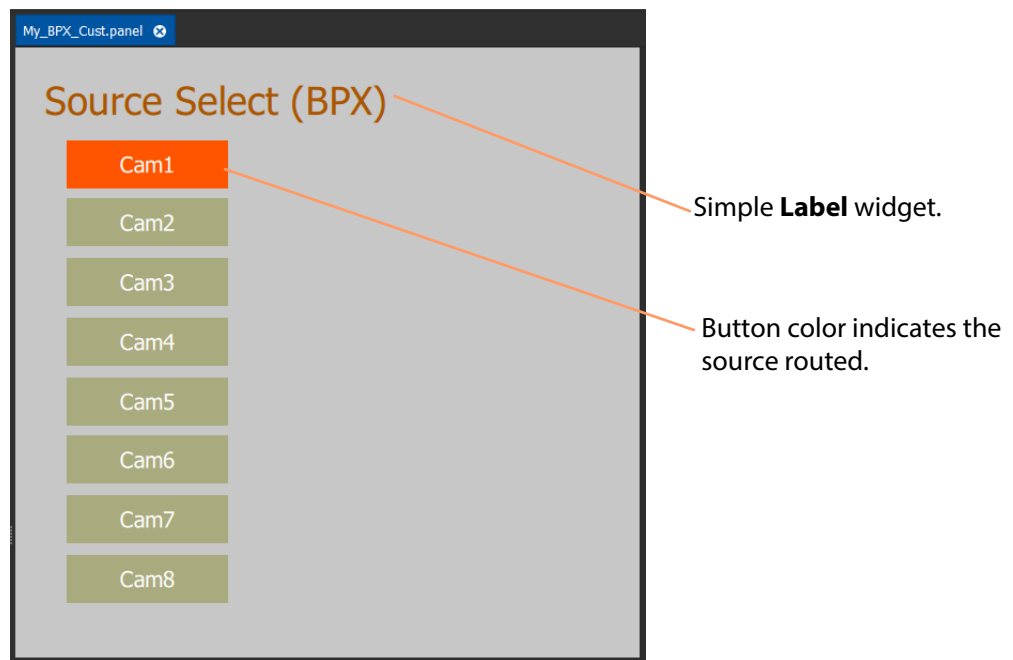 My_BPX_Cust.panel
Source Select (BPX)
Cam1
Cam2
Cam3
Cam4
Cam5
Cam6
Cam7
Cam8
Simple Label widget.
Button color indicates the
source routed.